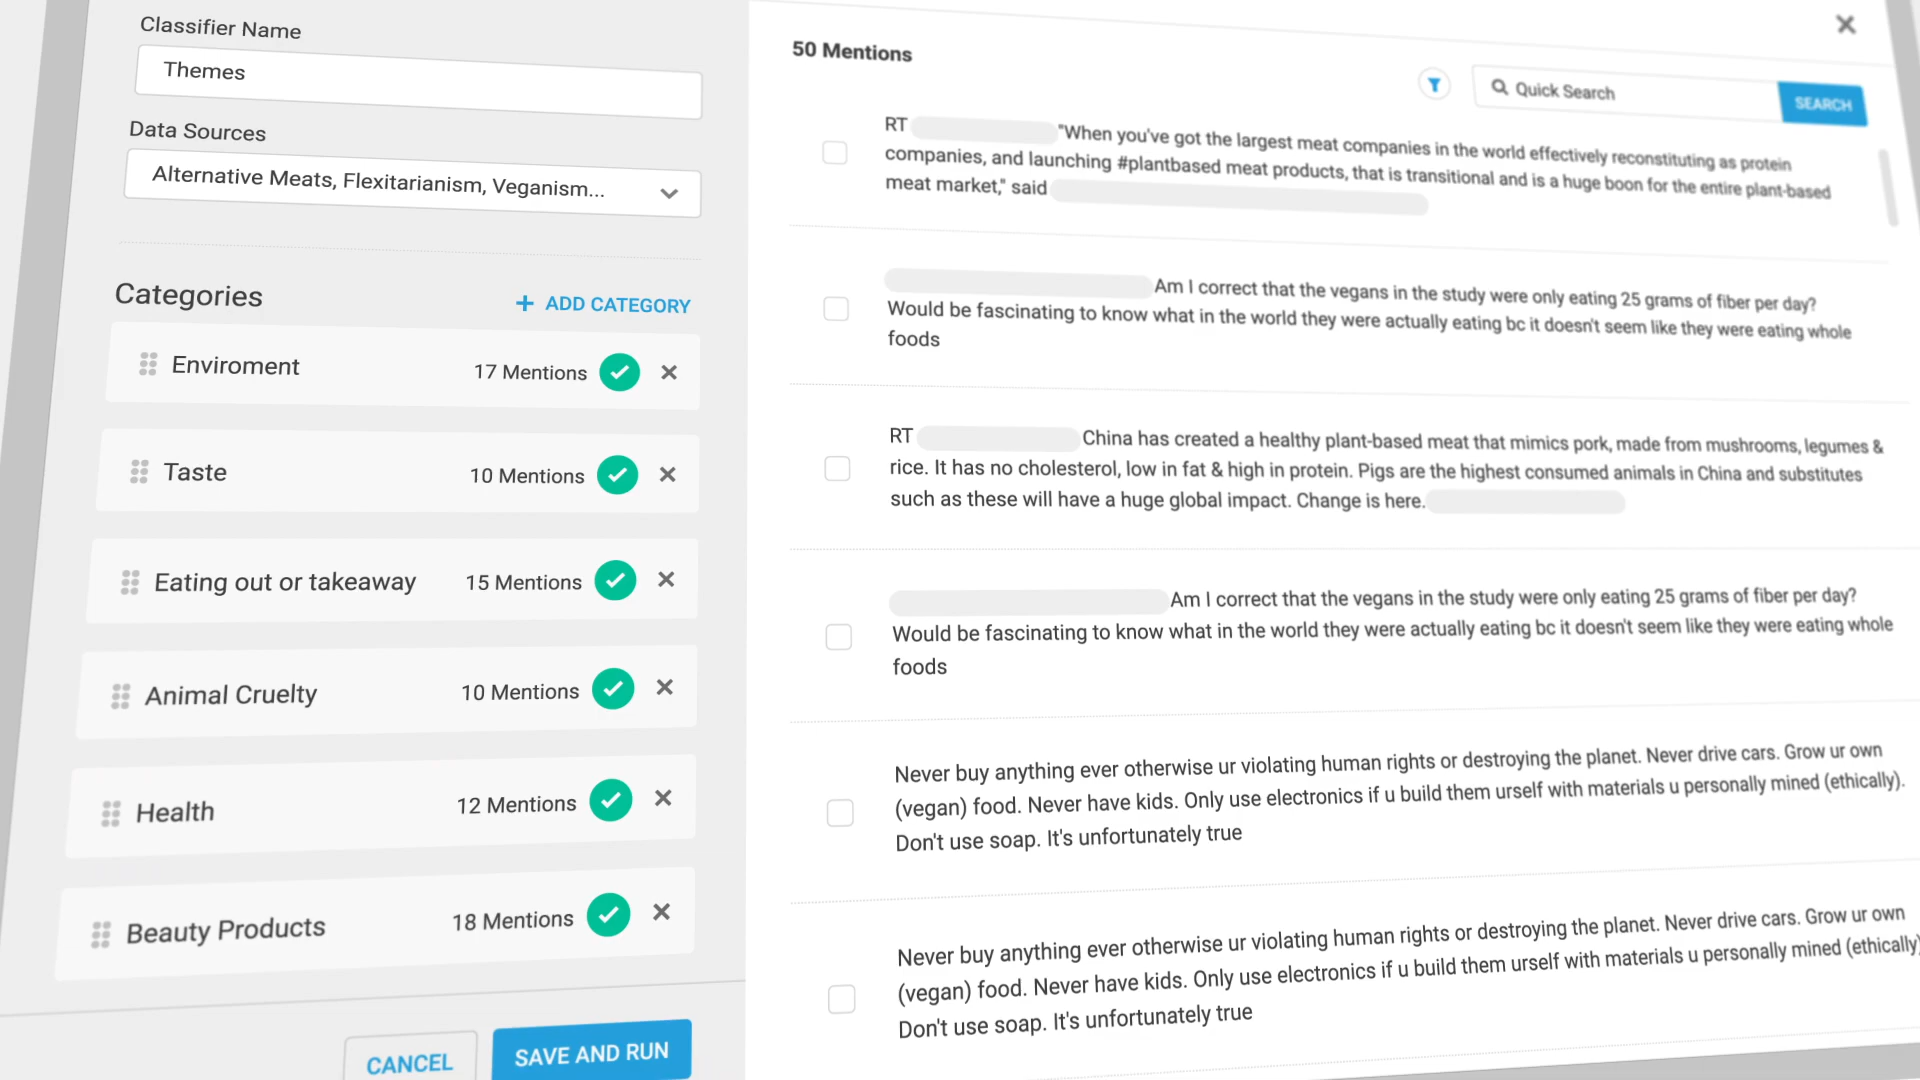 Classifier Name
Themes
Data Sources
Alternative Meats, Flexitarianism, Veganism...
Categories
+ ADD CATEGORY
Enviroment
17 Mentions
Taste
10 Mentions
Eating out or takeaway
15 Mentions
Animal Cruelty
10 Mentions
Health
12 Mentions
Beauty Products
18 Mentions
CANCEL
SAVE AND RUN
50 Mentions
Quick Search
SEARCH
RT "When you've got the largest meat companies in the world effectively reconstituting as protein
companies, and launching #plantbased meat products, that is transitional and is a huge boon for the entire plant-based
meat market," said
Am I correct that the vegans in the study were only eating 25 grams of fiber per day?
Would be fascinating to know what in the world they were actually eating bc it doesn't seem like they were eating whole
foods
RT China has created a healthy plant-based meat that mimics pork, made from mushrooms, legumes &
rice. It has no cholesterol, low in fat & high in protein. Pigs are the highest consumed animals in China and substitutes
such as these will have a huge global impact. Change is here.
Am I correct that the vegans in the study were only eating 25 grams of fiber per day?
Would be fascinating to know what in the world they were actually eating bc it doesn't seem like they were eating whole
foods
Never buy anything ever otherwise ur violating human rights or destroying the planet. Never drive cars. Grow ur own
(vegan) food. Never have kids. Only use electronics if u build them urself with materials u personally mined (ethically).
Don't use soap. It's unfortunately true
Never buy anything ever otherwise ur violating human rights or destroying the planet. Never drive cars. Grow ur own
(vegan) food. Never have kids. Only use electronics if u build them urself with materials u personally mined (ethically)
Don't use soap. It's unfortunately true